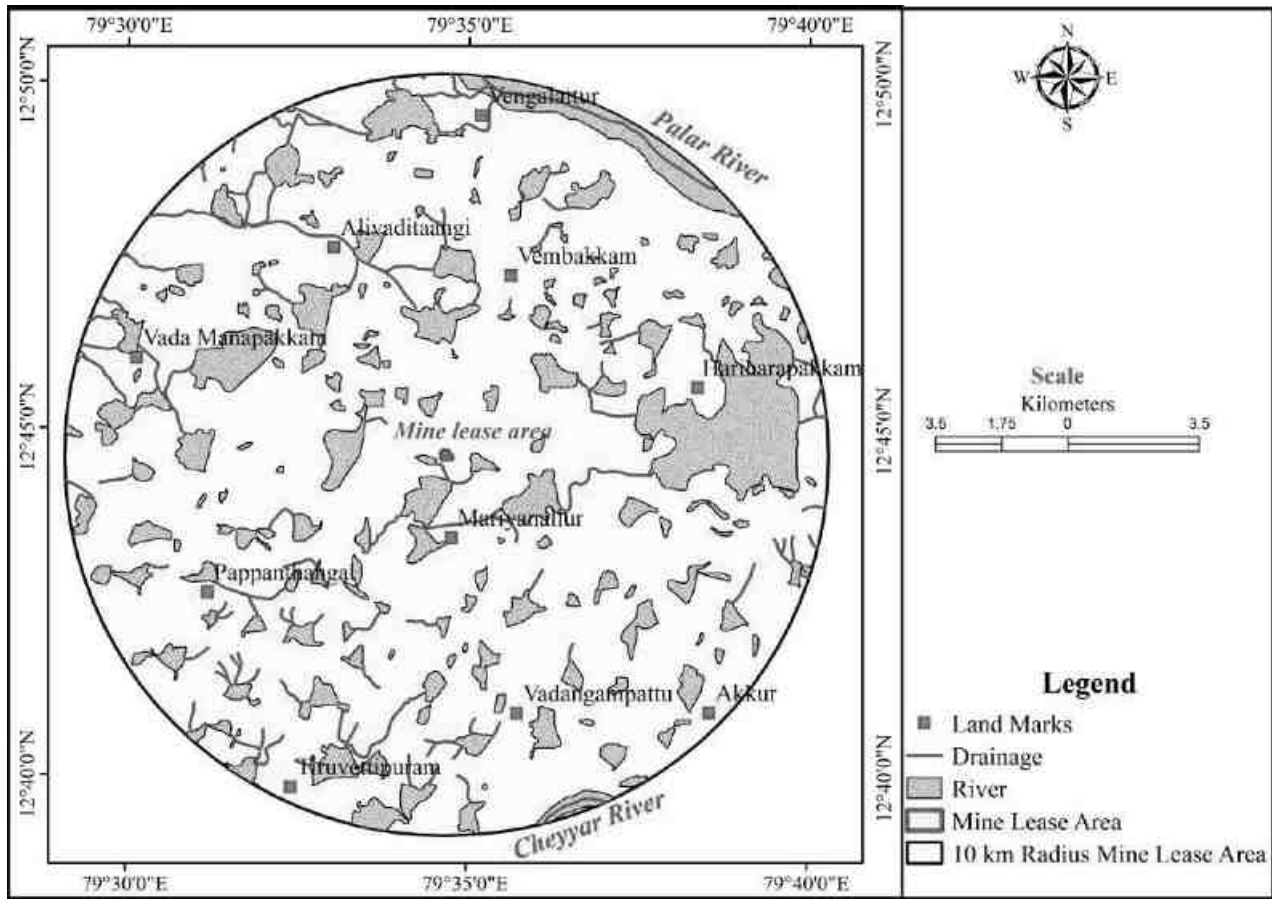 79°30'0"E
79°35'0"E
79°40'0"E
N
W
E
S
12°50'0"N
12°50'0"N
Palar River
Alivaditaangi
Vembakkam
Vada Manapakkam
Hariharapakkam
Scale
Kilometers
3.5 1.75 0 3.5
12°45'0"N
12°45'0"N
Mine lease area
Mariyanallur
Pappanthangal
Vadangampattu
Akkur
Tiruvettipuram
12°40'0"N
12°40'0"N
Cheyyar River
Legend
Land Marks
Drainage
River
Mine Lease Area
10 km Radius Mine Lease Area
79°30'0"E
79°35'0"E
79°40'0"E